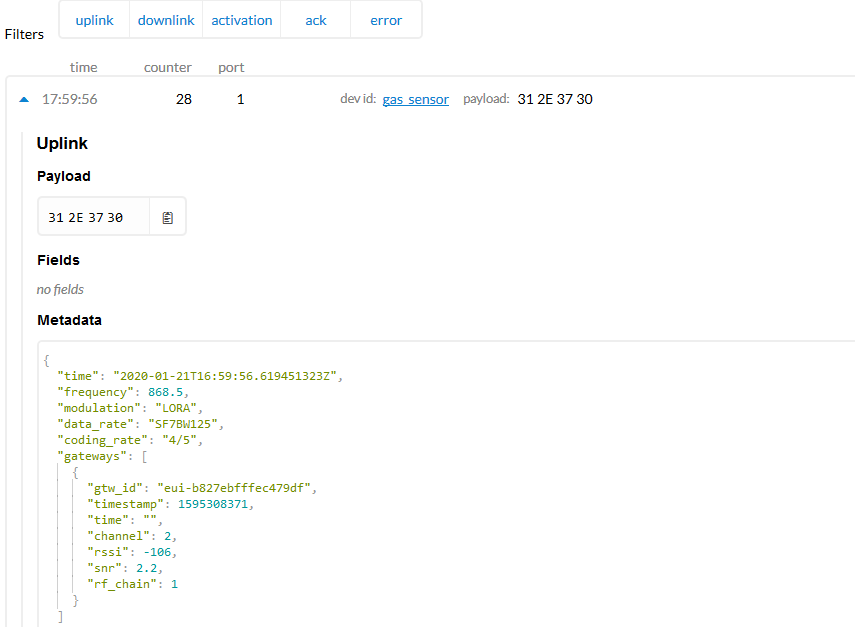 Filters uplink downlink activation ack error
time counter port
17:59:56 28 1 dev id: gas_sensor payload: 31 2E 37 30
Uplink
Payload
31 2E 37 30
Fields
no fields
Metadata
{
"time": "2020-01-21T16:59:56.619451323Z",
"frequency": 868.5,
"modulation": "LORA",
"data_rate": "SF7BW125",
"coding_rate": "4/5",
"gateways": [
{
"gtw_id": "eui-b827ebfffec479df",
"timestamp": 1595308371,
"time": "",
"channel": 2,
"rssi": -106,
"snr": 2.2,
"rf_chain": 1
}
]